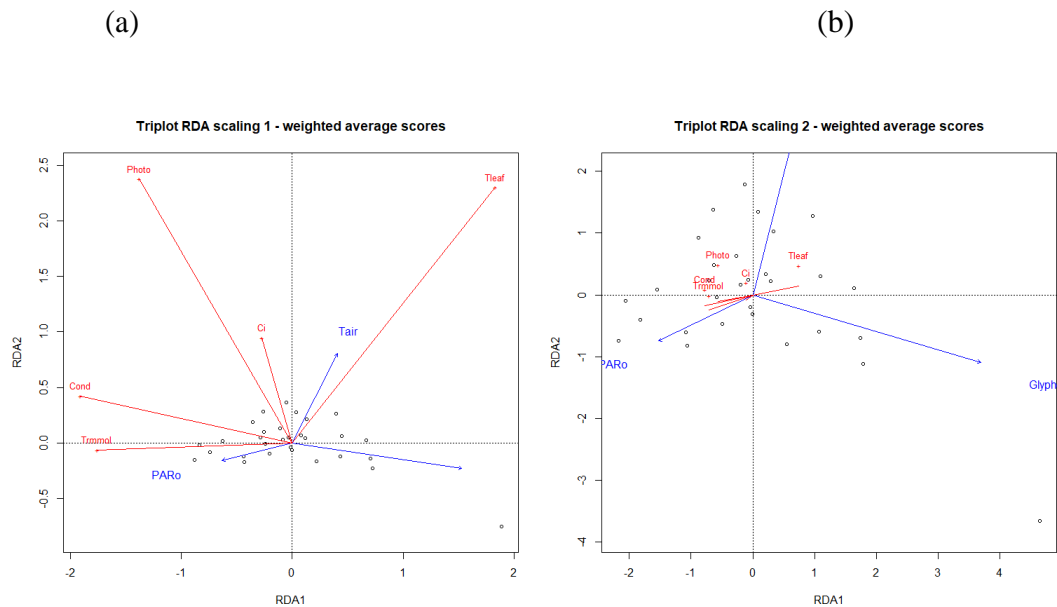 (a)
(b)
Triplot RDA scaling 1 - weighted average scores
Triplot RDA scaling 2 - weighted average scores
RDA2
2.5
2.0
1.5
1.0
0.5
0.0
-0.5
Photo
Tleaf
Ci
Tair
Cond
Trmmol
PARo
-2
-1
0
1
2
RDA1
RDA2
2
1
0
-1
-2
-3
-4
Photo
Tleaf
Ci
Cond
Trmmol
PARo
Glyph
-2
-1
0
1
2
3
4
RDA1